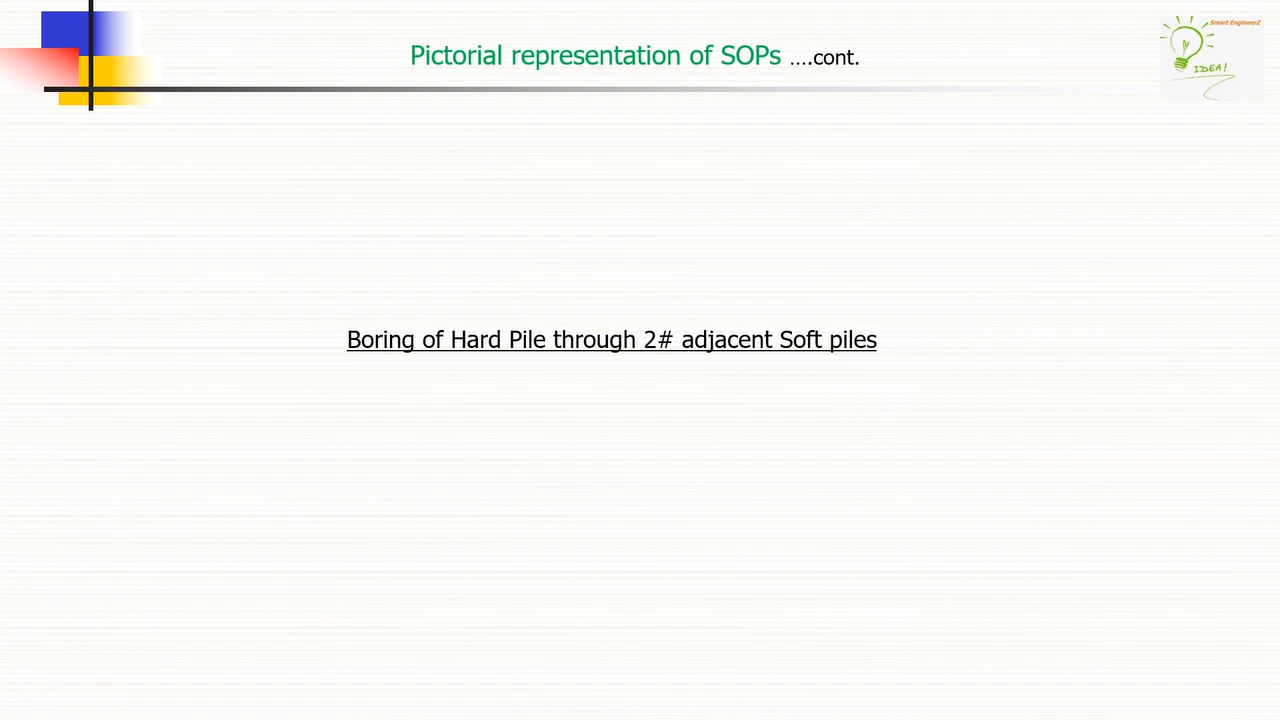 Pictorial representation of SOPs ....cont.
Smart EngineerZ
IDEA!
Boring of Hard Pile through 2# adjacent Soft piles